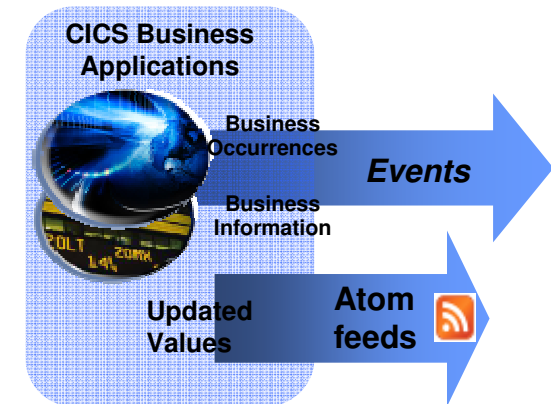 CICS Business
Applications
Business
Occurrences
Events
Business
Information
Updated
Values
Atom
feeds